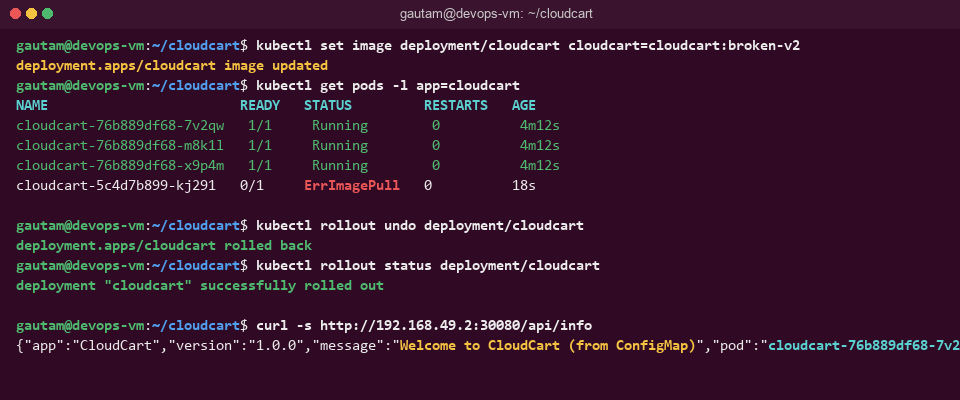 gautam@devops-vm: ~/cloudcart
gautam@devops-vm:~/cloudcart$ kubectl set image deployment/cloudcart cloudcart=cloudcart:broken-v2
deployment.apps/cloudcart image updated
gautam@devops-vm:~/cloudcart$ kubectl get pods -l app=cloudcart
NAME READY STATUS RESTARTS AGE
cloudcart-76b889df68-7v2qw 1/1 Running 0 4m12s
cloudcart-76b889df68-m8k1l 1/1 Running 0 4m12s
cloudcart-76b889df68-x9p4m 1/1 Running 0 4m12s
cloudcart-5c4d7b899-kj291 0/1 ErrImagePull 0 18s
gautam@devops-vm:~/cloudcart$ kubectl rollout undo deployment/cloudcart
deployment.apps/cloudcart rolled back
gautam@devops-vm:~/cloudcart$ kubectl rollout status deployment/cloudcart
deployment "cloudcart" successfully rolled out
gautam@devops-vm:~/cloudcart$ curl -s http://192.168.49.2:30080/api/info
{"app":"CloudCart","version":"1.0.0","message":"Welcome to CloudCart (from ConfigMap)","pod":"cloudcart-76b889df68-7v2